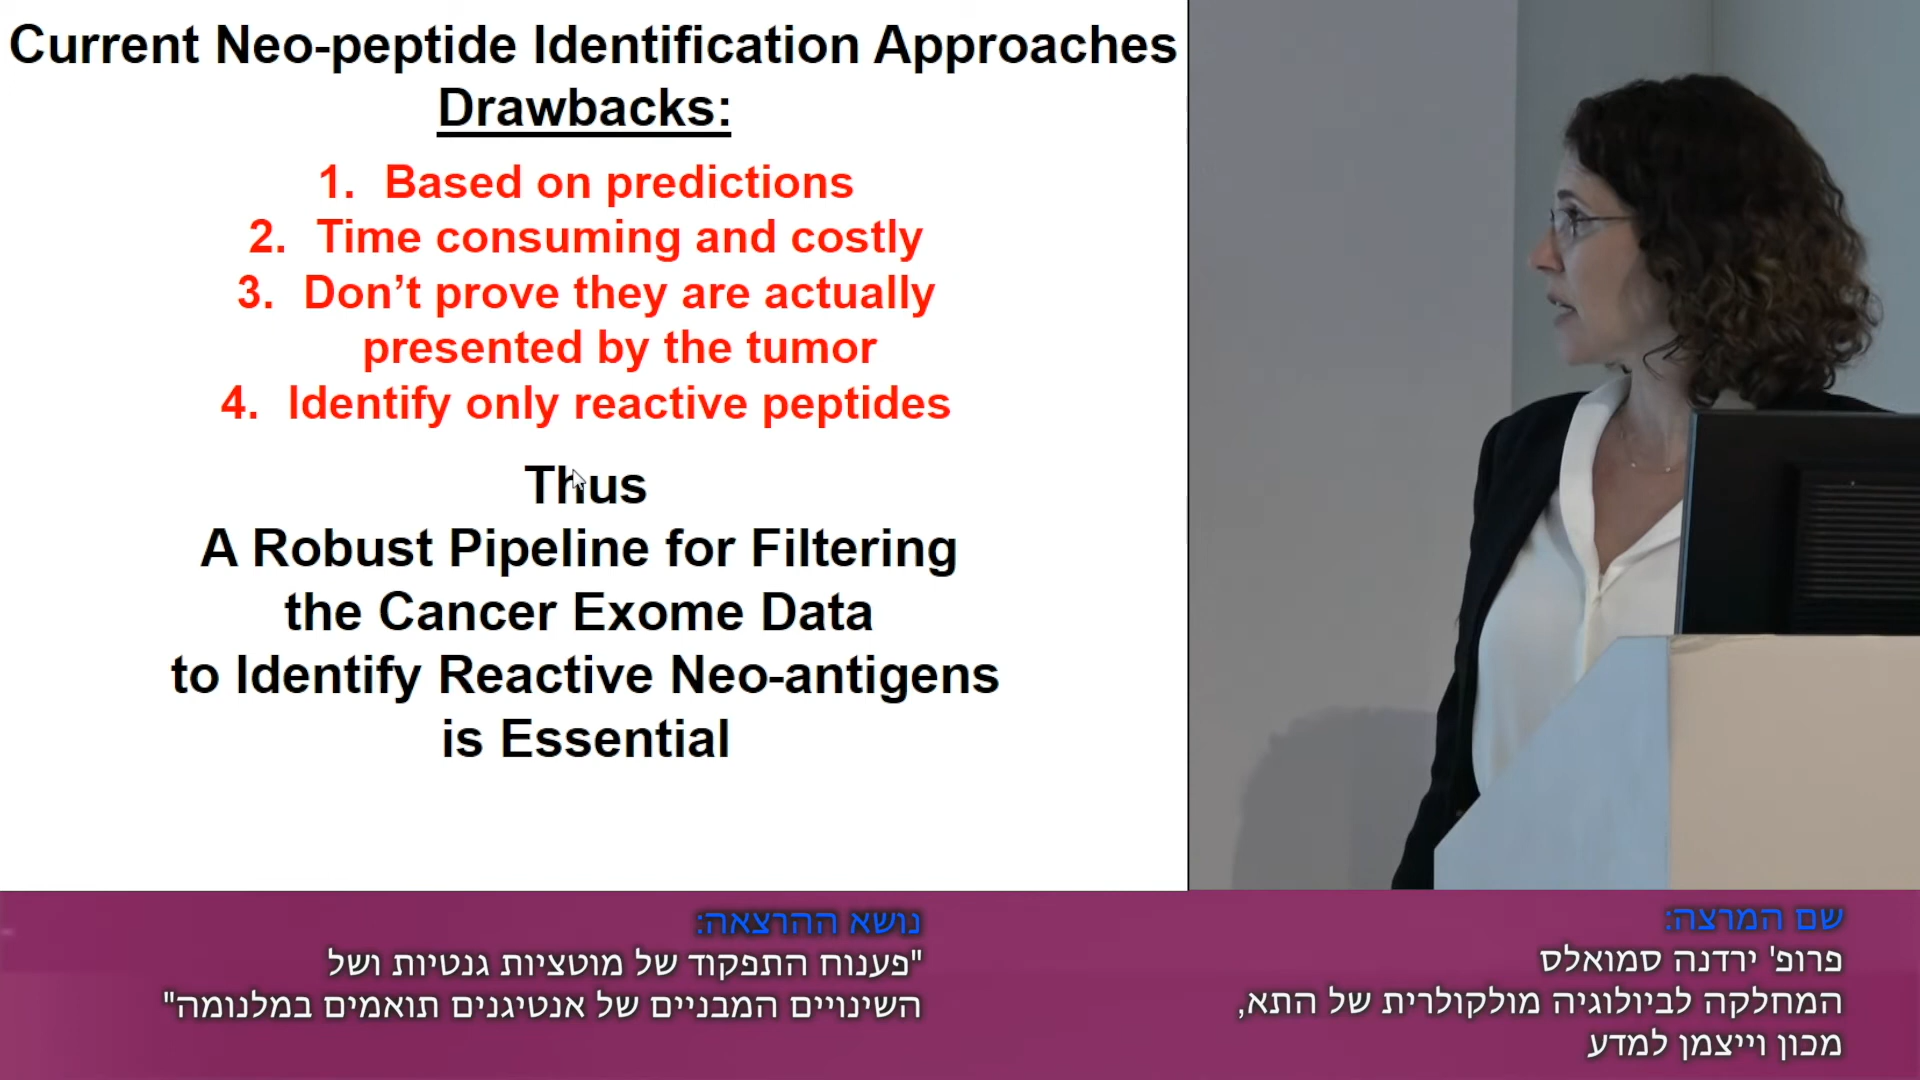 Current Neo-peptide Identification Approaches
Drawbacks:
1. Based on predictions
2. Time consuming and costly
3. Don’t prove they are actually
presented by the tumor
4. Identify only reactive peptides
Thus
A Robust Pipeline for Filtering
the Cancer Exome Data
to Identify Reactive Neo-antigens
is Essential
שם המרצה:
פרופ' ירדנה סמואלס
המחלקה לביולוגיה מולקולרית של התא,
מכון וייצמן למדע
נושא ההרצאה:
"פענוח התפקוד של מוטציות גנטיות ושל
השינויים המבניים של אנטיגנים תואמים במלנומה"